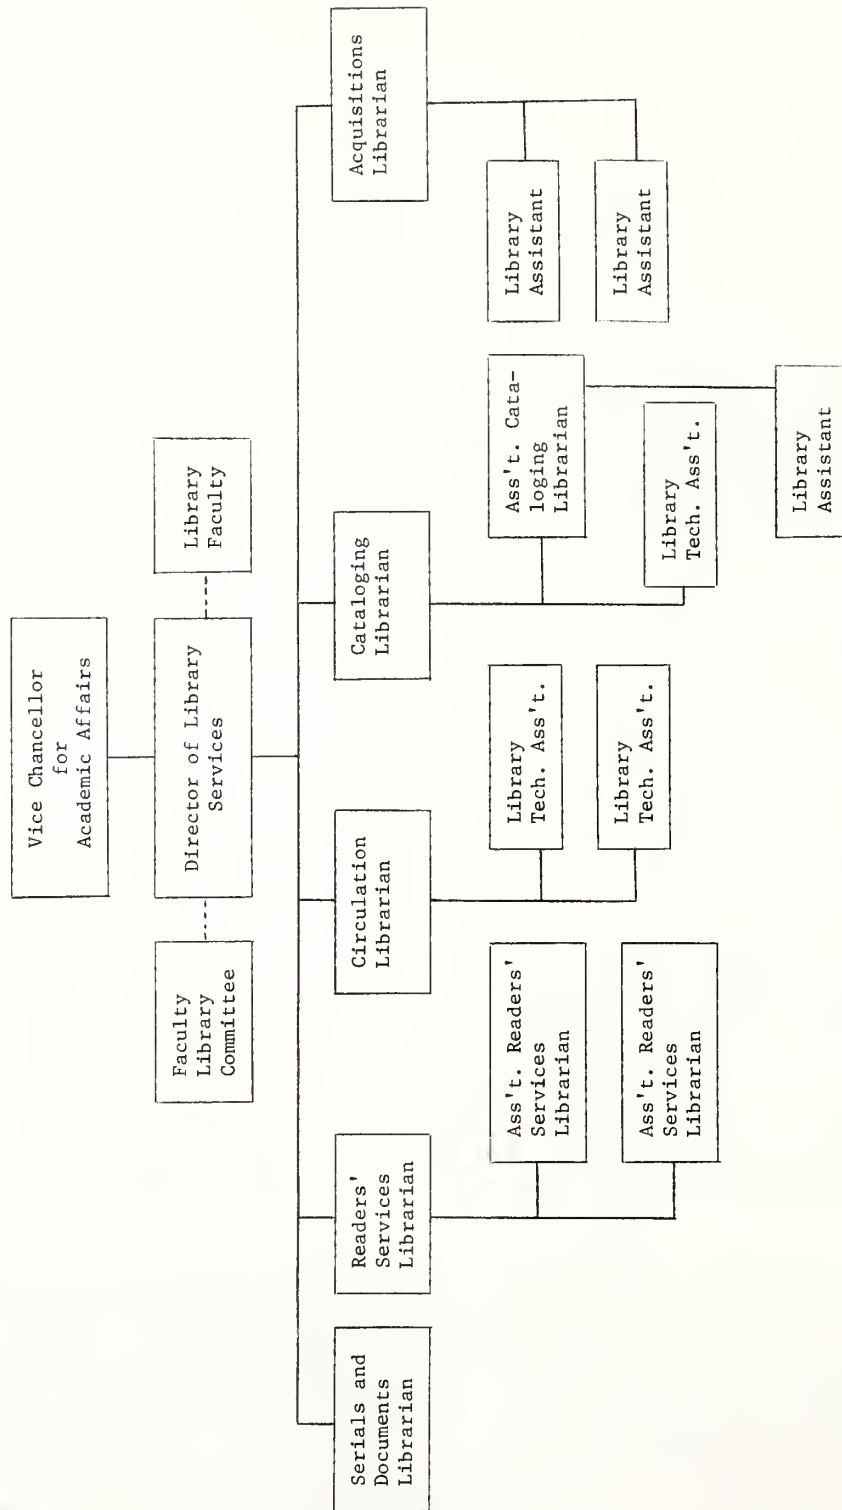 Vice Chancellor
for
Academic Affairs
Faculty
Library
Committee
Director of Library
Services
Library
Faculty
Serials and
Documents
Librarian
Readers'
Services
Librarian
Circulation
Librarian
Cataloging
Librarian
Acquisitions
Librarian
Ass't. Readers'
Services
Librarian
Ass't. Readers'
Services
Librarian
Library
Tech. Ass't.
Library
Tech. Ass't.
Ass't. Cata-
loging
Librarian
Library
Tech. Ass't.
Library
Assistant
Library
Assistant
Library
Assistant